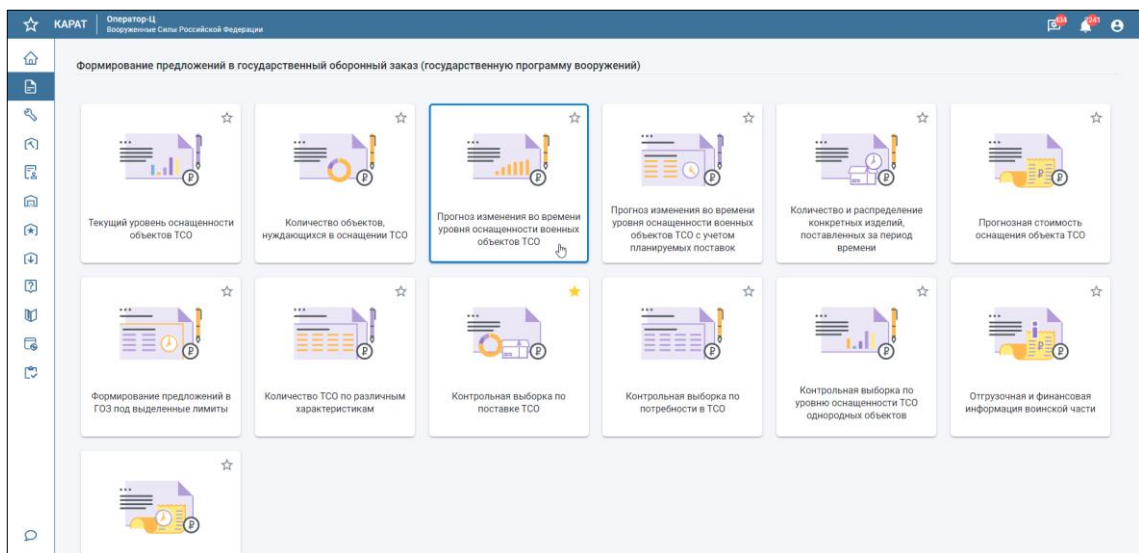 КАРАТ
Оператор-Ц
Вооруженные Силы Российской Федерации
434
7241
Формирование предложений в государственный оборонный заказ (государственную программу вооружений)
Текущий уровень оснащенности
объектов ТСО
Количество объектов,
нуждающихся в оснащении ТСО
Прогноз изменения во времени
уровня оснащенности военных
объектов ТСО
Прогноз изменения во времени
уровня оснащенности военных
объектов ТСО с учетом
планируемых поставок
Количество и распределение
конкретных изделий,
поставленных за период
времени
Прогнозная стоимость
оснащения объекта ТСО
Формирование предложений в
ГОЗ под выделенные лимиты
Количество ТСО по различным
характеристикам
Контрольная выборка по
поставке ТСО
Контрольная выборка по
потребности в ТСО
Контрольная выборка по
уровню оснащенности ТСО
однородных объектов
Отгрузочная и финансовая
информация воинской части